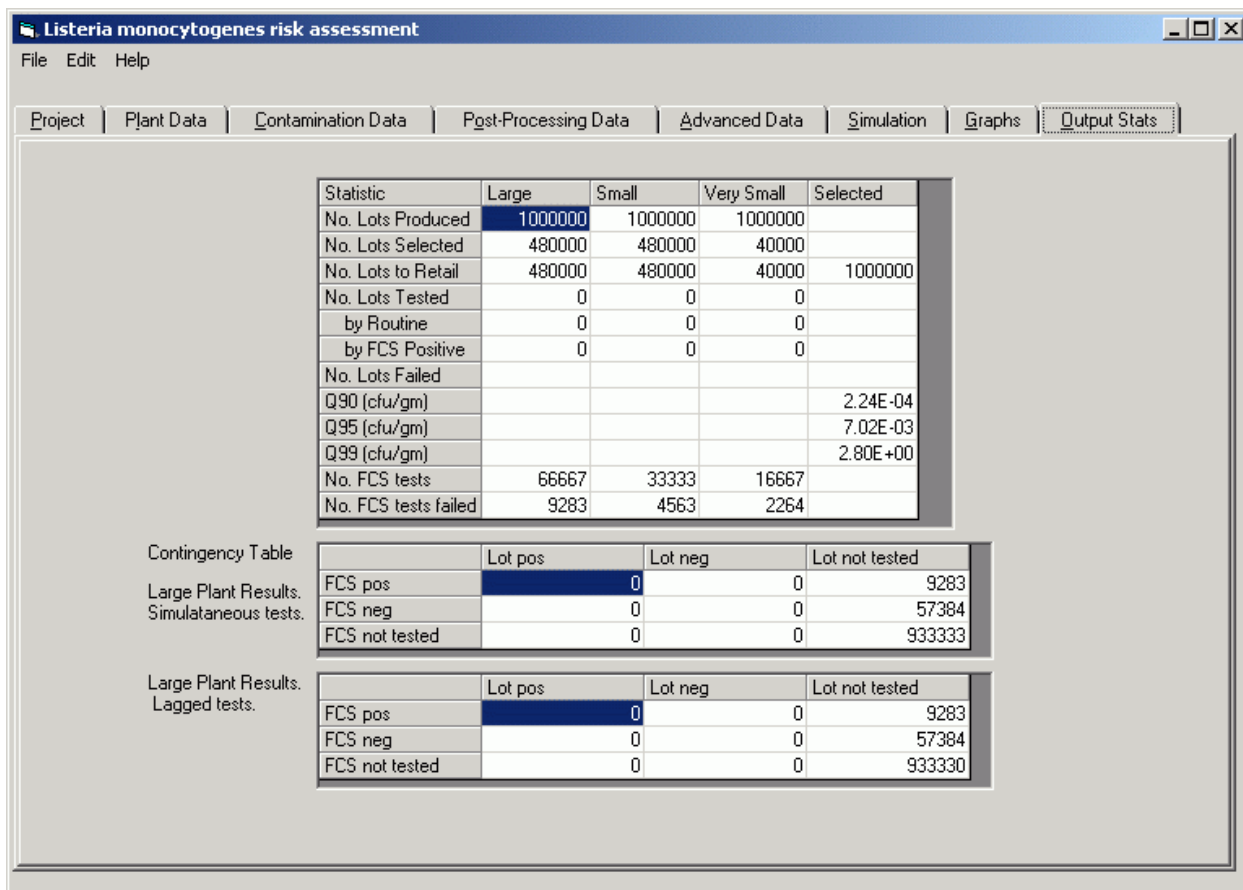 Listeria monocytogenes risk assessment
File Edit Help
Project Plant Data Contamination Data Post-Processing Data Advanced Data Simulation Graphs Output Stats
Statistic Large Small Very Small Selected
No. Lots Produced 1000000 1000000 1000000
No. Lots Selected 480000 480000 40000
No. Lots to Retail 480000 480000 40000 1000000
No. Lots Tested 0 0 0
by Routine 0 0 0
by FCS Positive 0 0 0
No. Lots Failed
Q90 (cfu/gm) 2.24E-04
Q95 (cfu/gm) 7.02E-03
Q99 (cfu/gm) 2.80E+00
No. FCS tests 66667 33333 16667
No. FCS tests failed 9283 4563 2264
Contingency Table
Large Plant Results.
Simulataneous tests.
Lot pos Lot neg Lot not tested
FCS pos 0 0 9283
FCS neg 0 0 57384
FCS not tested 0 0 933333
Large Plant Results.
Lagged tests.
Lot pos Lot neg Lot not tested
FCS pos 0 0 9283
FCS neg 0 0 57384
FCS not tested 0 0 933330